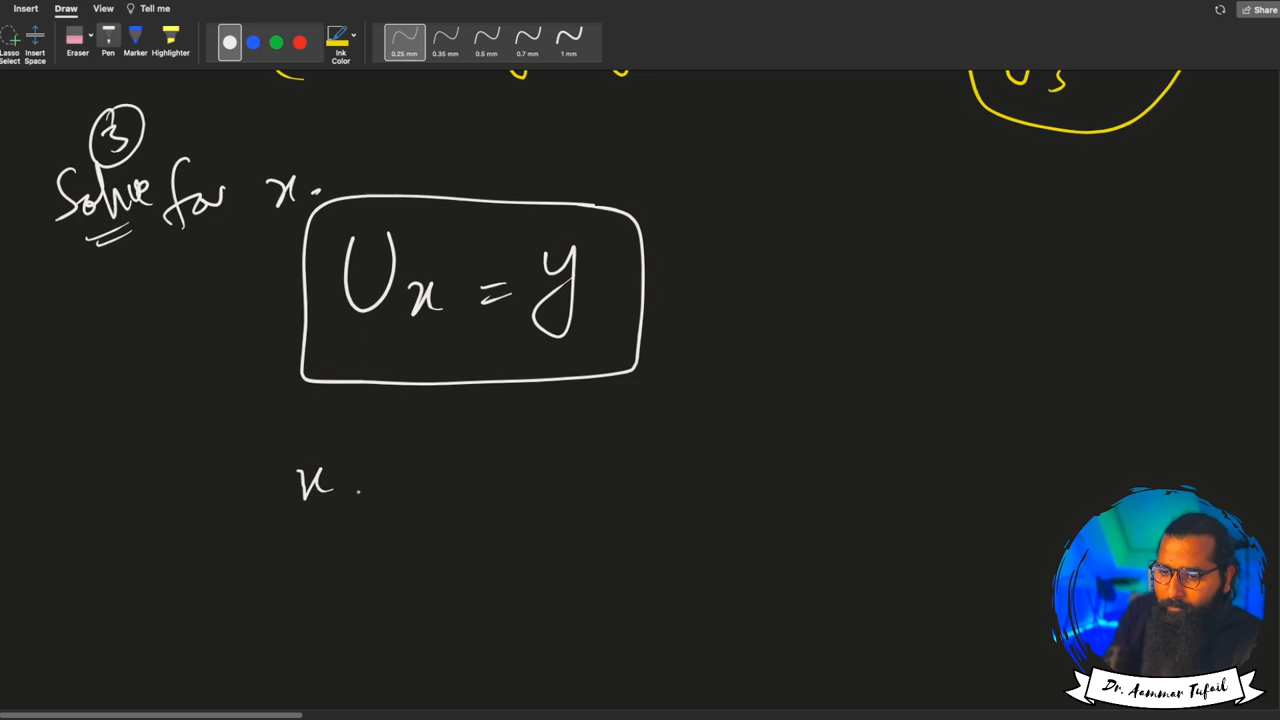 Insert Draw View Tell me Share
Lasso Select Insert Space Eraser Pen Marker Highlighter Ink Color 0.25 mm 0.35 mm 0.5 mm 0.7 mm 1 mm
3
Solve for x.
Ux = y
x
Dr. Aammar Tufail